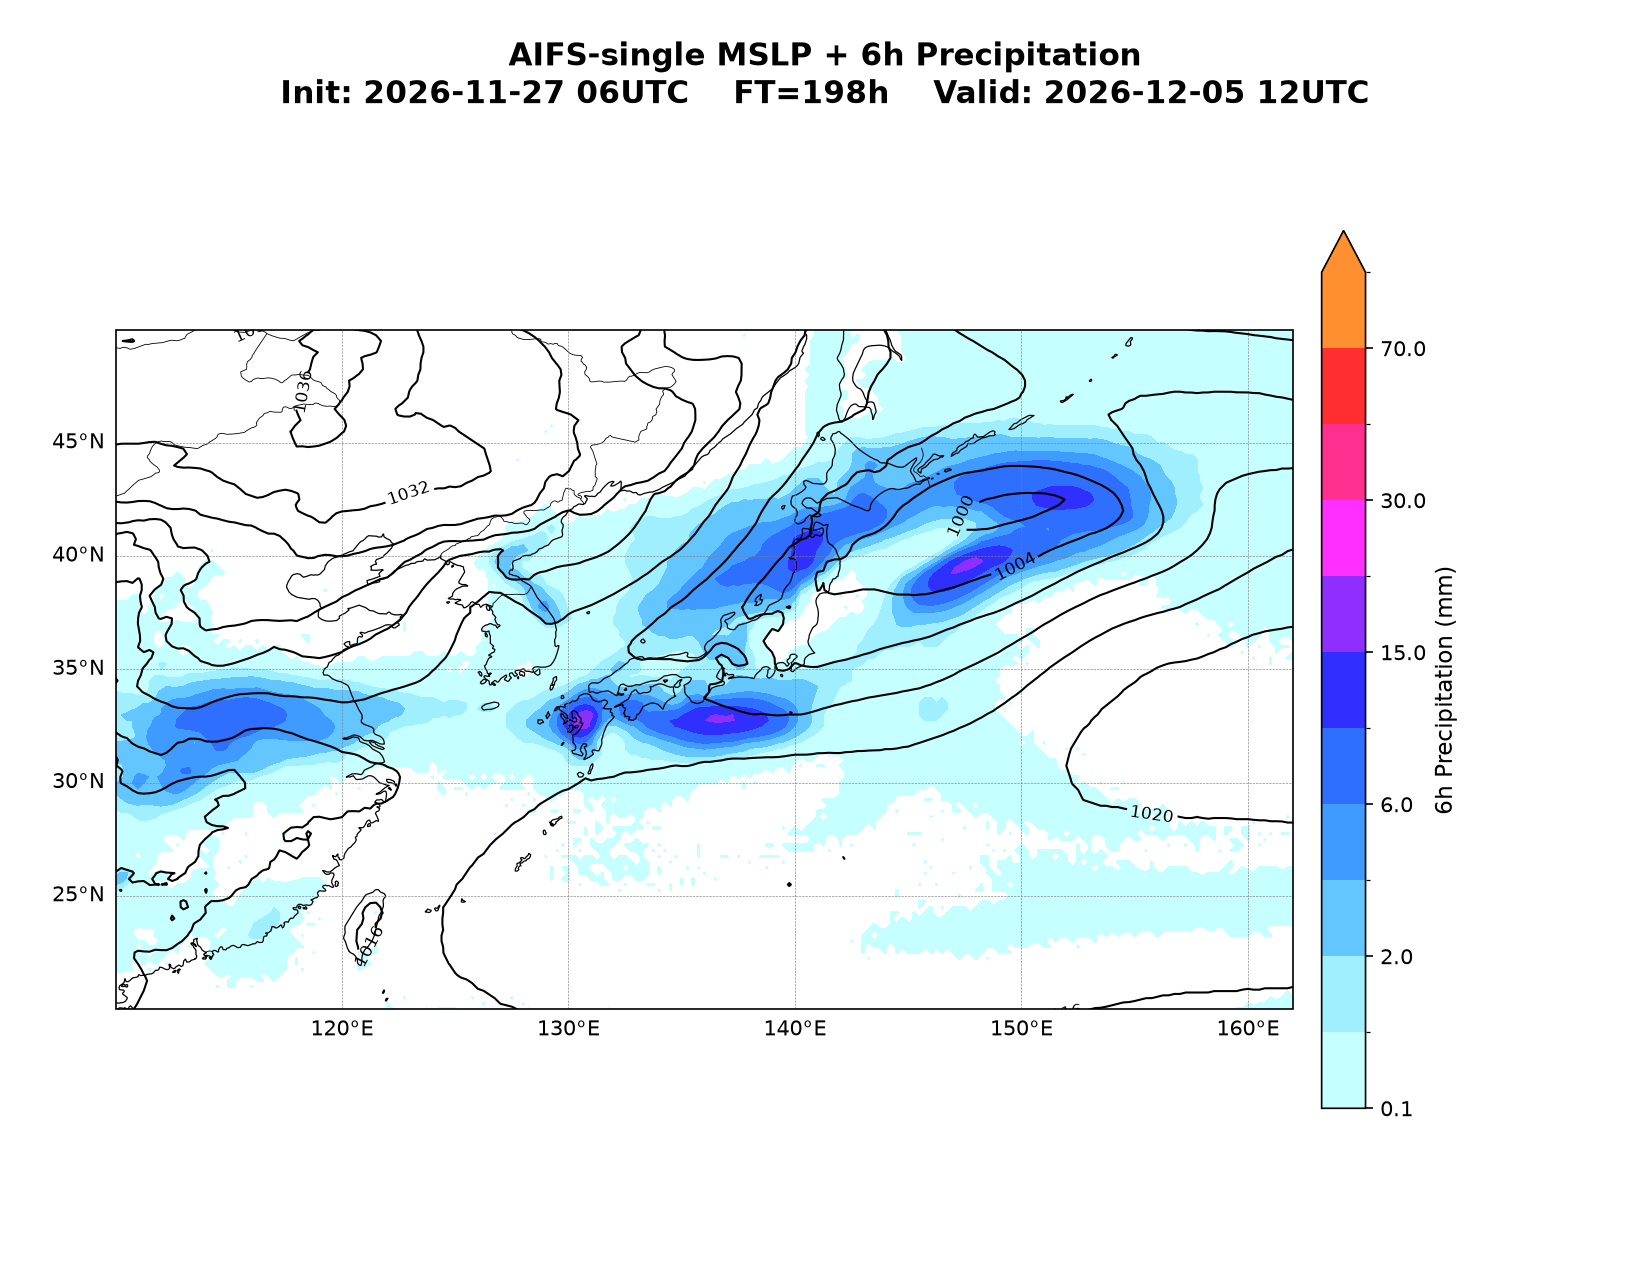 AIFS-single MSLP + 6h Precipitation
Init: 2026-11-27 06UTC    FT=198h    Valid: 2026-12-05 12UTC
1036
1032
1000
1004
1020
1016
45°N
40°N
35°N
30°N
25°N
120°E
130°E
140°E
150°E
160°E
70.0
30.0
15.0
6.0
2.0
0.1
6h Precipitation (mm)